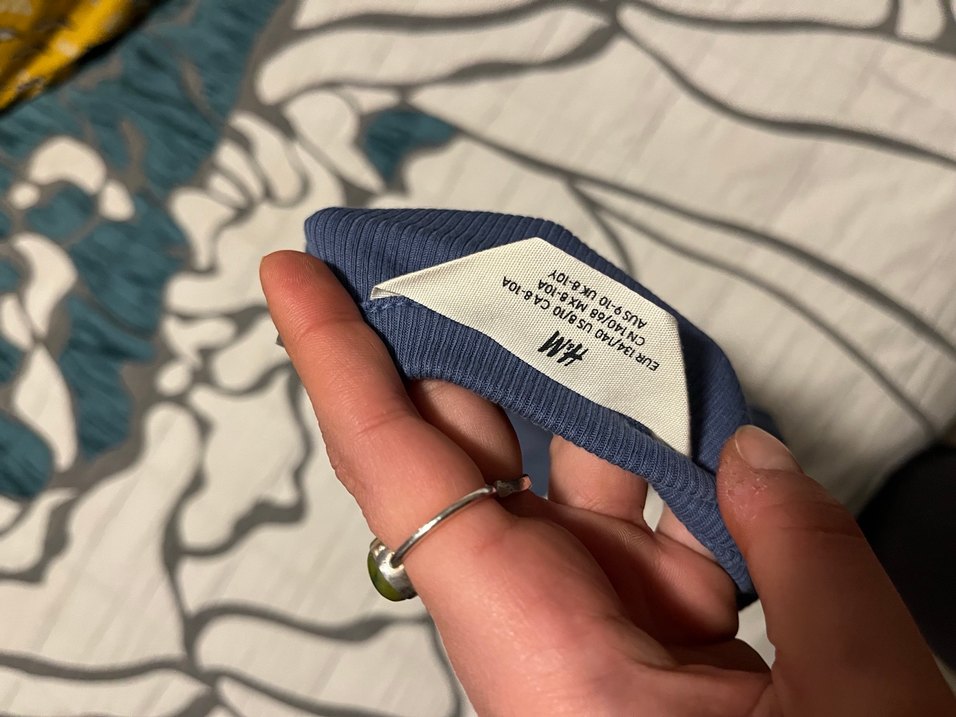 H&M
EUR 134/140 US 8/10 CA 8-10A
CN 140/68 MX 8-10A
AUS 9-10 UK 8-10Y